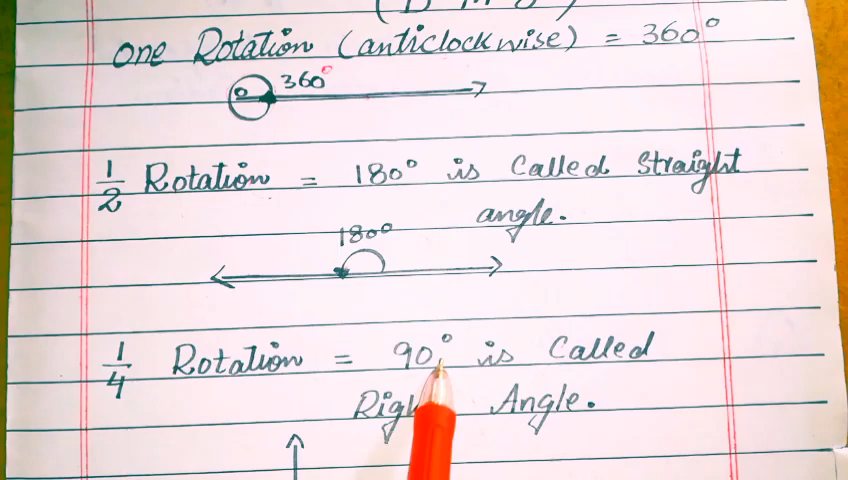 one Rotation (anticlockwise) = 360°
360°
1/2 Rotation = 180° is Called Straight
angle.
180°
1/4 Rotation = 90° is Called
Angle.